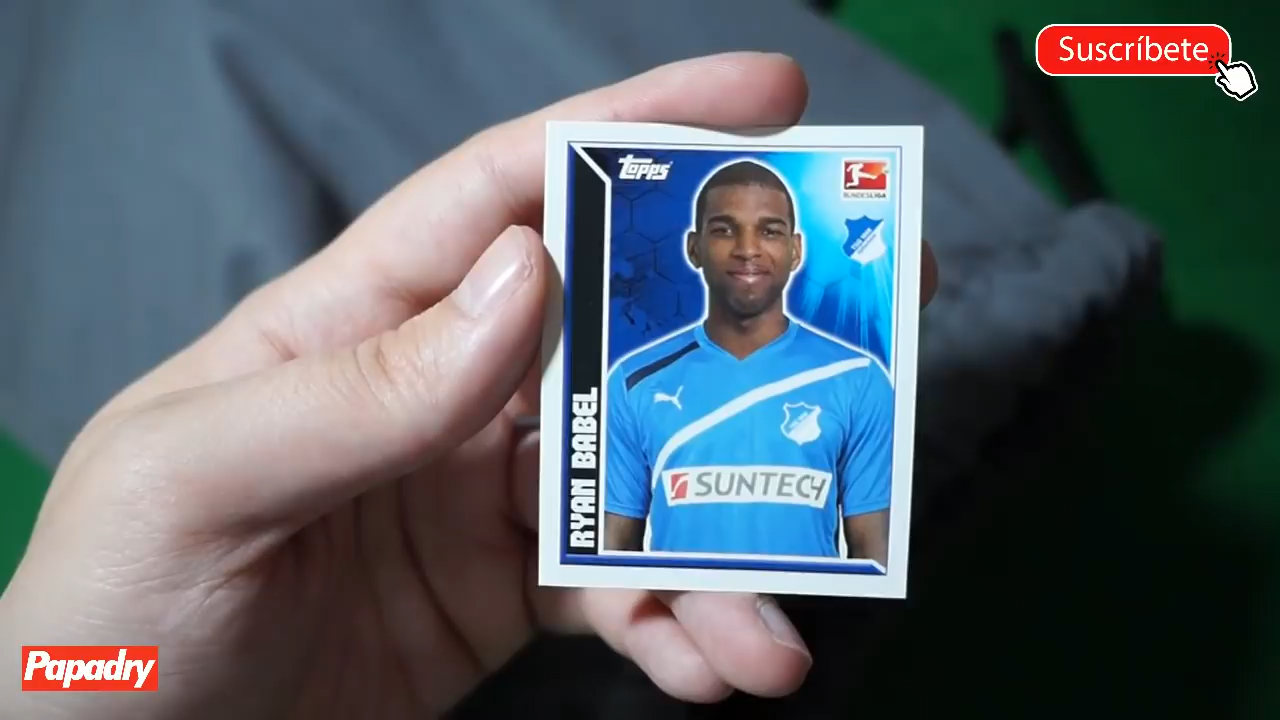 Suscríbete
topps
BUNDESLIGA
RYAN BABEL
SUNTECH
Papadry